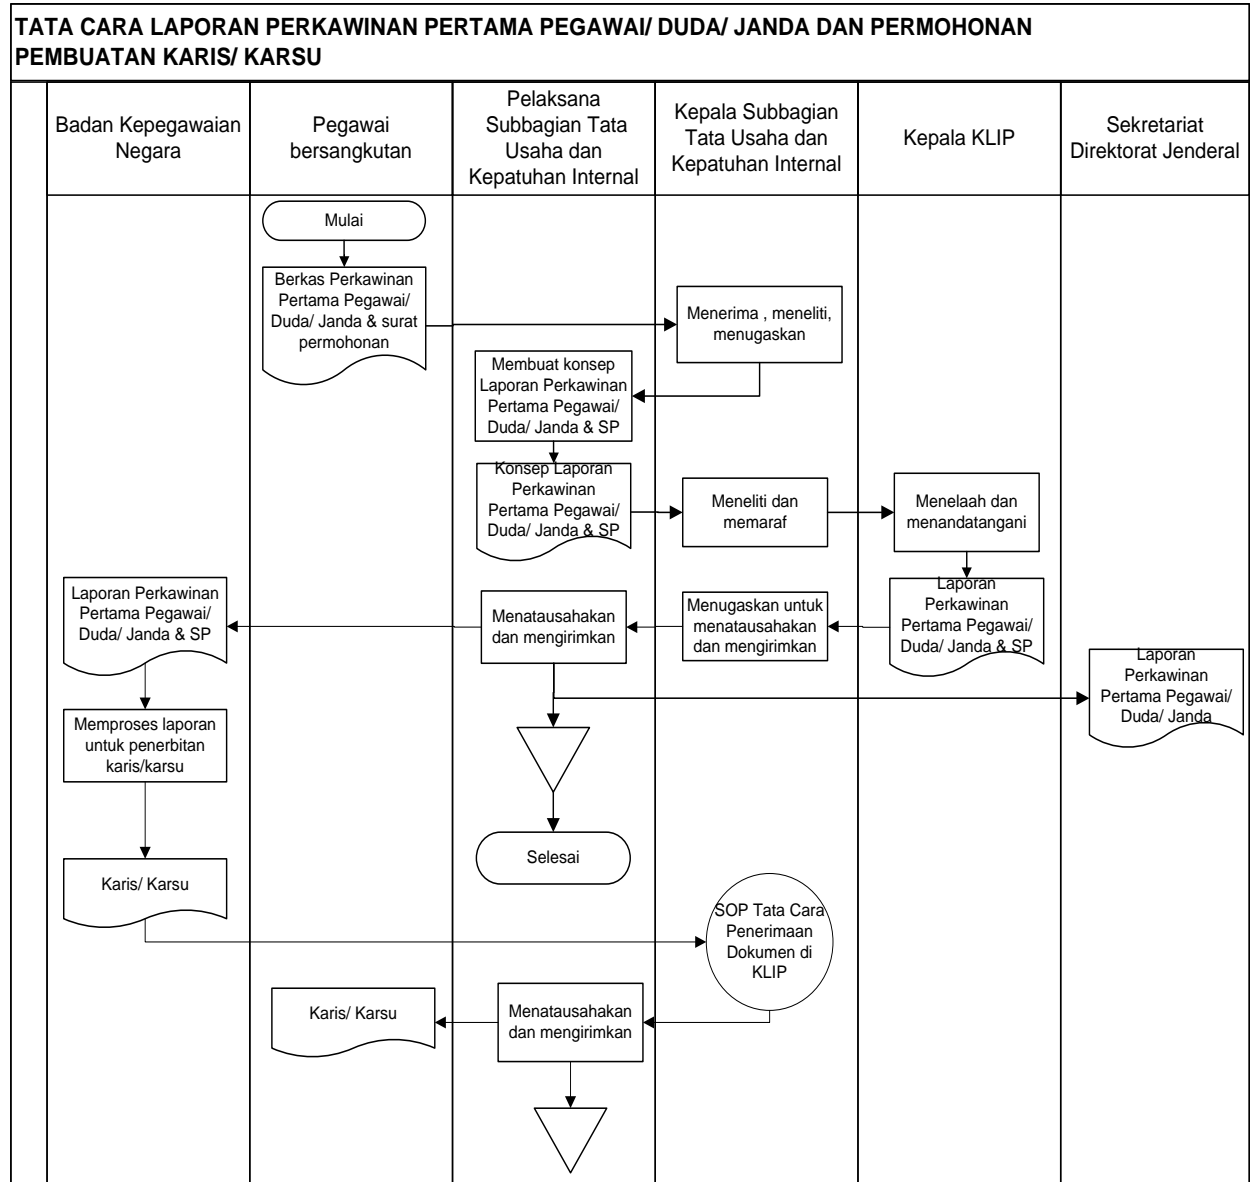 TATA CARA LAPORAN PERKAWINAN PERTAMA PEGAWAI/ DUDA/ JANDA DAN PERMOHONAN
PEMBUATAN KARIS/ KARSU
Badan Kepegawaian
Negara
Pegawai
bersangkutan
Pelaksana
Subbagian Tata
Usaha dan
Kepatuhan Internal
Kepala Subbagian
Tata Usaha dan
Kepatuhan Internal
Kepala KLIP
Sekretariat
Direktorat Jenderal
Mulai
Berkas Perkawinan
Pertama Pegawai/
Duda/ Janda & surat
permohonan
Menerima , meneliti,
menugaskan
Membuat konsep
Laporan Perkawinan
Pertama Pegawai/
Duda/ Janda & SP
Konsep Laporan
Perkawinan
Pertama Pegawai/
Duda/ Janda & SP
Meneliti dan
memaraf
Menelaah dan
menandatangani
Laporan
Perkawinan
Pertama Pegawai/
Duda/ Janda & SP
Menugaskan untuk
menatausahakan
dan mengirimkan
Menatausahakan
dan mengirimkan
Laporan Perkawinan
Pertama Pegawai/
Duda/ Janda & SP
Laporan
Perkawinan
Pertama Pegawai/
Duda/ Janda
Memproses laporan
untuk penerbitan
karis/karsu
Selesai
Karis/ Karsu
SOP Tata Cara
Penerimaan
Dokumen di
KLIP
Menatausahakan
dan mengirimkan
Karis/ Karsu